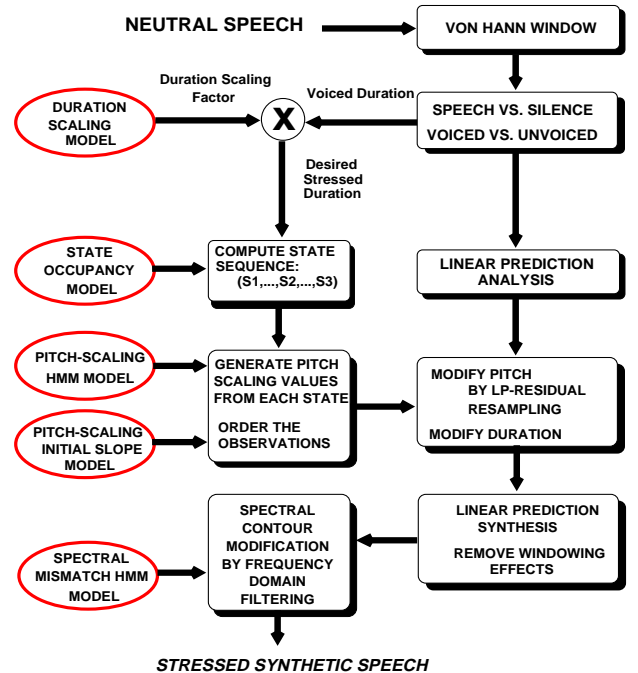 NEUTRAL SPEECH
VON HANN WINDOW
Duration Scaling
Factor
Voiced Duration
DURATION
SCALING
MODEL
X
SPEECH VS. SILENCE
VOICED VS. UNVOICED
Desired
Stressed
Duration
STATE
OCCUPANCY
MODEL
COMPUTE STATE
SEQUENCE:
(S1,...,S2,...,S3)
LINEAR PREDICTION
ANALYSIS
PITCH-SCALING
HMM MODEL
GENERATE PITCH
SCALING VALUES
FROM EACH STATE
ORDER THE
OBSERVATIONS
MODIFY PITCH
BY LP-RESIDUAL
RESAMPLING
MODIFY DURATION
PITCH-SCALING
INITIAL SLOPE
MODEL
SPECTRAL
CONTOUR
MODIFICATION
BY FREQUENCY
DOMAIN
FILTERING
LINEAR PREDICTION
SYNTHESIS
REMOVE WINDOWING
EFFECTS
SPECTRAL
MISMATCH HMM
MODEL
STRESSED SYNTHETIC SPEECH